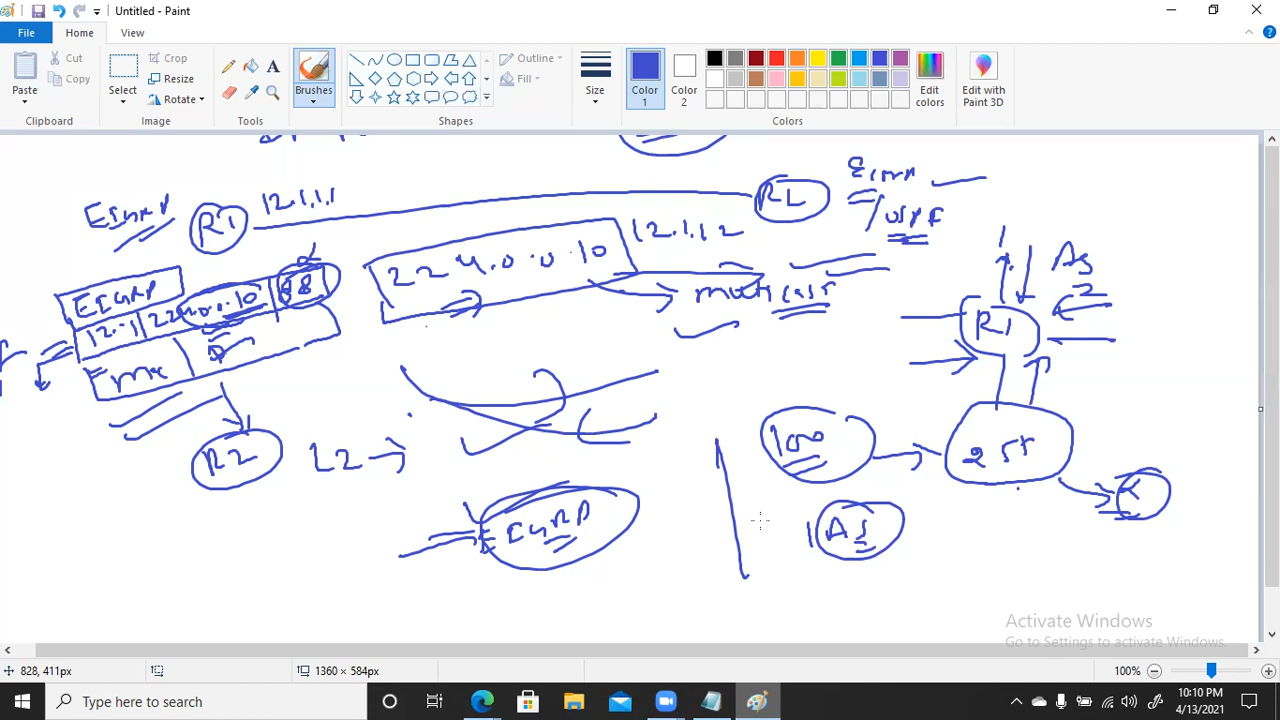 Untitled - Paint
File Home View
Paste
Cut
Copy
Clipboard
Select
Crop
Resize
Rotate
Image
Tools
Brushes
Shapes
Outline
Fill
Size
Color 1
Color 2
Edit colors
Colors
Edit with Paint 3D
EIGRP
R1
12.1.1.1
R2
EIGRP
OSPF
12.1.1.2
224.0.0.10
multicast
EIGRP
88
R1
AS
2
R2
L2
100
255
X
EIGRP
1AS
Activate Windows
Go to Settings to activate Windows.
828, 411px
1360 × 584px
100%
Type here to search
10:10 PM
4/13/2021